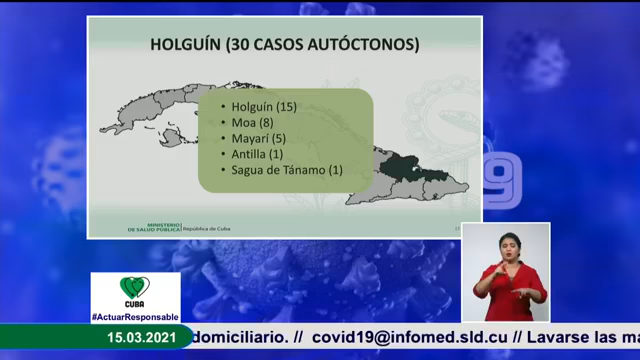 HOLGUÍN (30 CASOS AUTÓCTONOS)
• Holguín (15)
• Moa (8)
• Mayarí (5)
• Antilla (1)
• Sagua de Tánamo (1)
MINISTERIO
DE SALUD PÚBLICA
República de Cuba
19
CUBA
#ActuarResponsable
15.03.2021
domiciliario. // covid19@infomed.sld.cu // Lavarse las ma